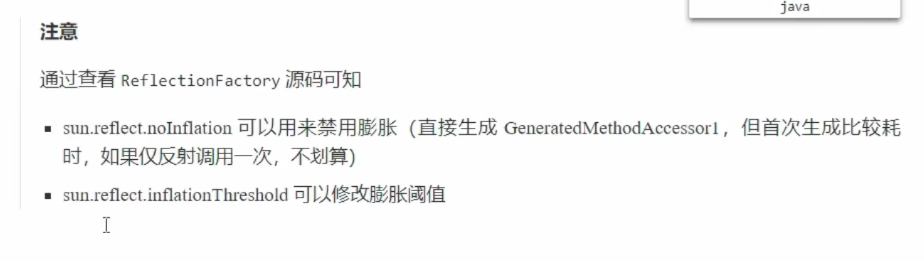 java
注意
通过查看 ReflectionFactory 源码可知
▪ sun.reflect.noInflation 可以用来禁用膨胀（直接生成 GeneratedMethodAccessor1，但首次生成比较耗
时，如果仅反射调用一次，不划算）
▪ sun.reflect.inflationThreshold 可以修改膨胀阈值